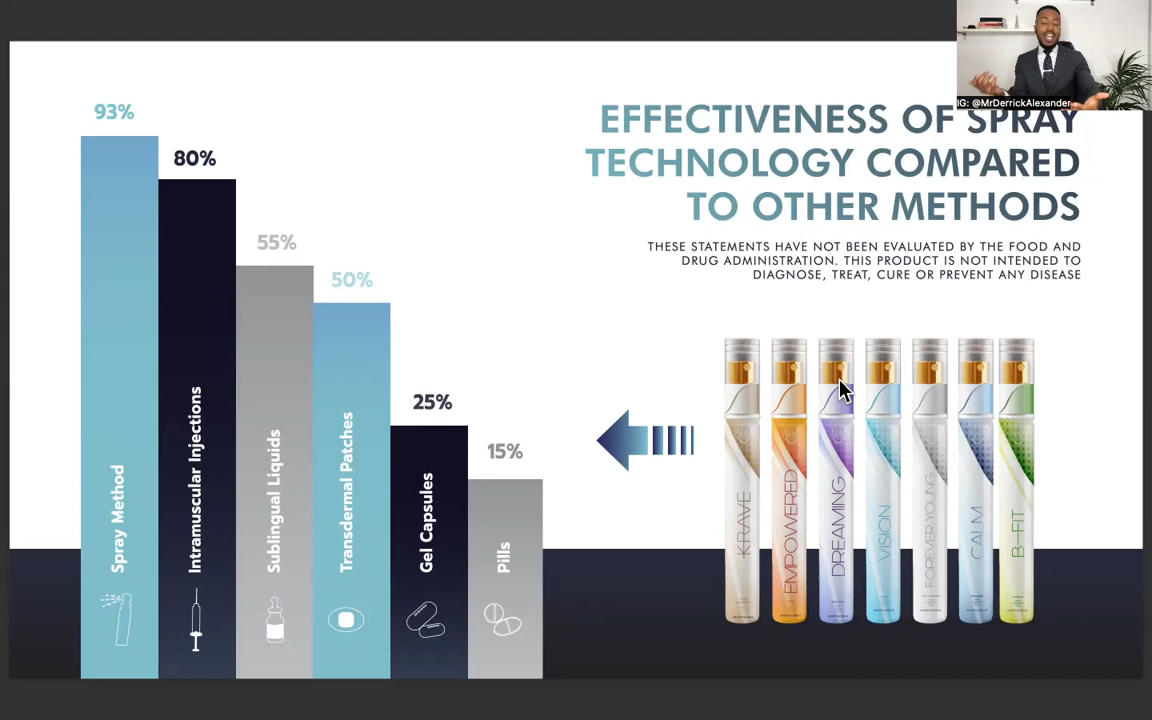 IG: @MrDerrickAlexander
EFFECTIVENESS OF SPRAY
TECHNOLOGY COMPARED
TO OTHER METHODS
THESE STATEMENTS HAVE NOT BEEN EVALUATED BY THE FOOD AND
DRUG ADMINISTRATION. THIS PRODUCT IS NOT INTENDED TO
DIAGNOSE, TREAT, CURE OR PREVENT ANY DISEASE
93%
80%
55%
50%
25%
15%
Spray Method
Intramuscular Injections
Sublingual Liquids
Transdermal Patches
Gel Capsules
Pills
KRAVE
EMPOWERED
DREAMING
VISION
FOREVER YOUNG
CALM
B-FIT